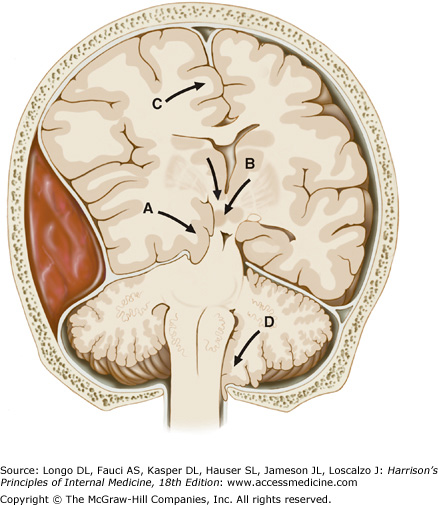 C
B
A
D
Source: Longo DL, Fauci AS, Kasper DL, Hauser SL, Jameson JL, Loscalzo J: Harrison's
Principles of Internal Medicine, 18th Edition: www.accessmedicine.com
Copyright © The McGraw-Hill Companies, Inc. All rights reserved.